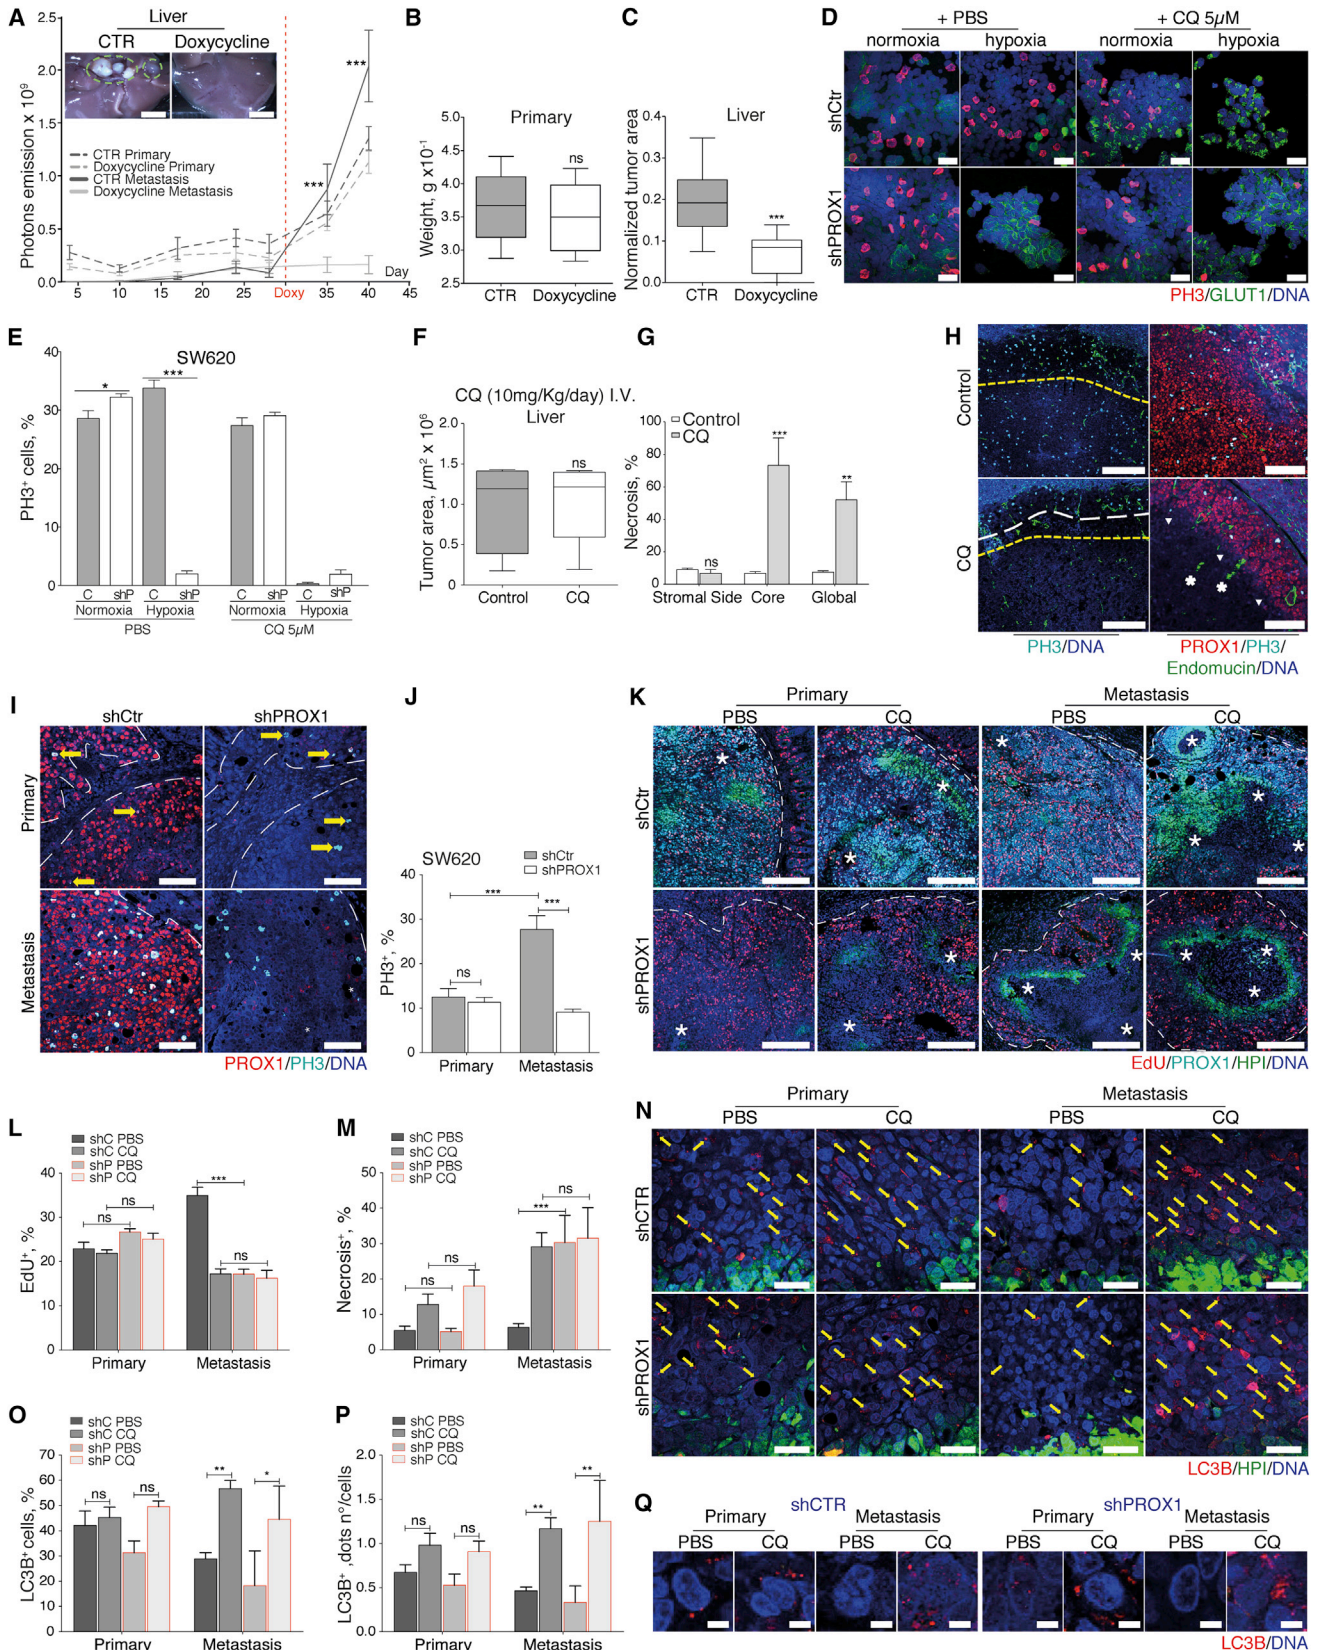 A
Liver
CTR Doxycycline
Photons emission x 10⁹
2.5
2.0
1.5
1.0
0.5
0.0
CTR Primary
Doxycycline Primary
CTR Metastasis
Doxycycline Metastasis
***
***
Day
5 10 15 20 25 Doxy 35 40 45
B
Primary
Weight, g x10⁻¹
5.0
4.5
4.0
3.5
3.0
2.5
ns
CTR Doxycycline
C
Liver
Normalized tumor area
0.4
0.3
0.2
0.1
0.0
***
CTR Doxycycline
D
+ PBS + CQ 5µM
normoxia hypoxia normoxia hypoxia
shCtr
shPROX1
PH3/GLUT1/DNA
E
SW620
PH3⁺ cells, %
40
30
20
10
0
* ***
C shP C shP C shP C shP
Normoxia Hypoxia Normoxia Hypoxia
PBS CQ 5µM
F
CQ (10mg/Kg/day) I.V.
Liver
Tumor area, µm² x 10⁶
2.0
1.5
1.0
0.5
0
ns
Control CQ
G
Control
CQ
Necrosis, %
100
80
60
40
20
0
ns *** **
Stromal Side Core Global
H
Control
CQ
* *
PH3/DNA
PROX1/PH3/
Endomucin/DNA
I
shCtr shPROX1
Primary
Metastasis
* *
PROX1/PH3/DNA
J
SW620
shCtr
shPROX1
PH3⁺, %
40
30
20
10
0
***
***
ns
Primary Metastasis
K
Primary Metastasis
PBS CQ PBS CQ
shCtr
shPROX1
EdU/PROX1/HPI/DNA
L
shC PBS
shC CQ
shP PBS
shP CQ
EdU⁺, %
40
30
20
10
0
ns ns *** ns
Primary Metastasis
M
shC PBS
shC CQ
shP PBS
shP CQ
Necrosis⁺, %
50
40
30
20
10
0
ns ns *** ns
Primary Metastasis
N
Primary Metastasis
PBS CQ PBS CQ
shCTR
shPROX1
LC3B/HPI/DNA
O
shC PBS
shC CQ
shP PBS
shP CQ
LC3B⁺ cells, %
70
60
50
40
30
20
10
0
ns ns ** *
Primary Metastasis
P
shC PBS
shC CQ
shP PBS
shP CQ
LC3B⁺ ,dots n°/cells
2.0
1.5
1.0
0.5
0.0
ns ns ** **
Primary Metastasis
Q
shCTR shPROX1
Primary Metastasis Primary Metastasis
PBS CQ PBS CQ PBS CQ PBS CQ
LC3B/DNA